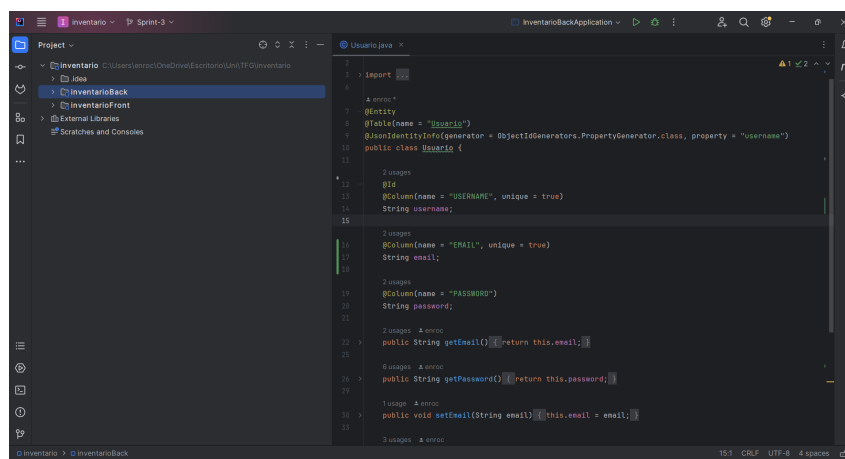 I inventario Sprint-3 InventarioBackApplication
Project
Usuario.java
inventario C:\Users\enroc\OneDrive\Escritorio\Uni\TFG\inventario
.idea
inventarioBack
inventarioFront
External Libraries
Scratches and Consoles
1 2
2
3 import ...
6
enroc *
7 @Entity
8 @Table(name = "Usuario")
9 @JsonIdentityInfo(generator = ObjectIdGenerators.PropertyGenerator.class, property = "username")
10 public class Usuario {
11
2 usages
12 @Id
13 @Column(name = "USERNAME", unique = true)
14 String username;
15
2 usages
16 @Column(name = "EMAIL", unique = true)
17 String email;
18
2 usages
19 @Column(name = "PASSWORD")
20 String password;
21
2 usages enroc
22 public String getEmail() { return this.email; }
25
6 usages enroc
26 public String getPassword() { return this.password; }
29
1 usage enroc
30 public void setEmail(String email) { this.email = email; }
33
3 usages enroc
inventario > inventarioBack 15:1 CRLF UTF-8 4 spaces